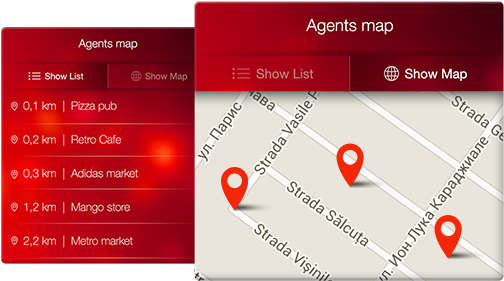 Agents map
Show List
Show Map
0,1 km | Pizza pub
0,2 km | Retro Cafe
0,3 km | Adidas market
1,2 km | Mango store
2,2 km | Metro market
Agents map
Show List
Show Map
ул. Парис
Strada Vasile
Strada Sălcuța
Strada
ул. Ион Лука Караджиале